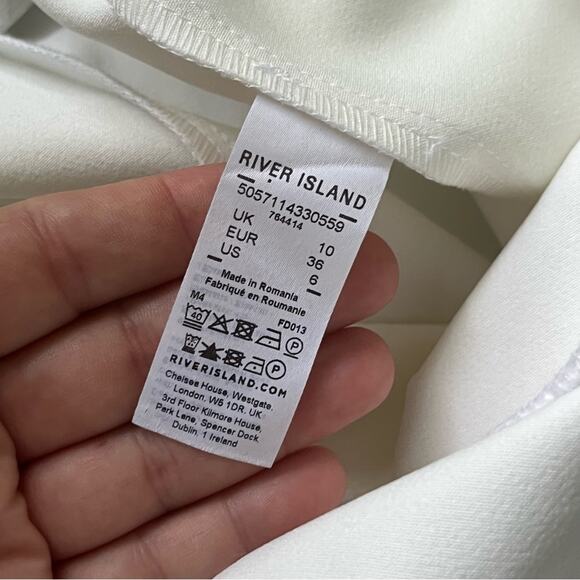 RIVER ISLAND
5057114330559
764414
UK 10
EUR 36
US 6
Made in Romania
Fabriqué en Roumanie
M4 FD013
40 P
P
RIVERISLAND.COM
Chelsea House, Westgate,
London. W5 1DR. UK
3rd Floor Kilmore House,
Park Lane, Spencer Dock
Dublin, 1 Ireland